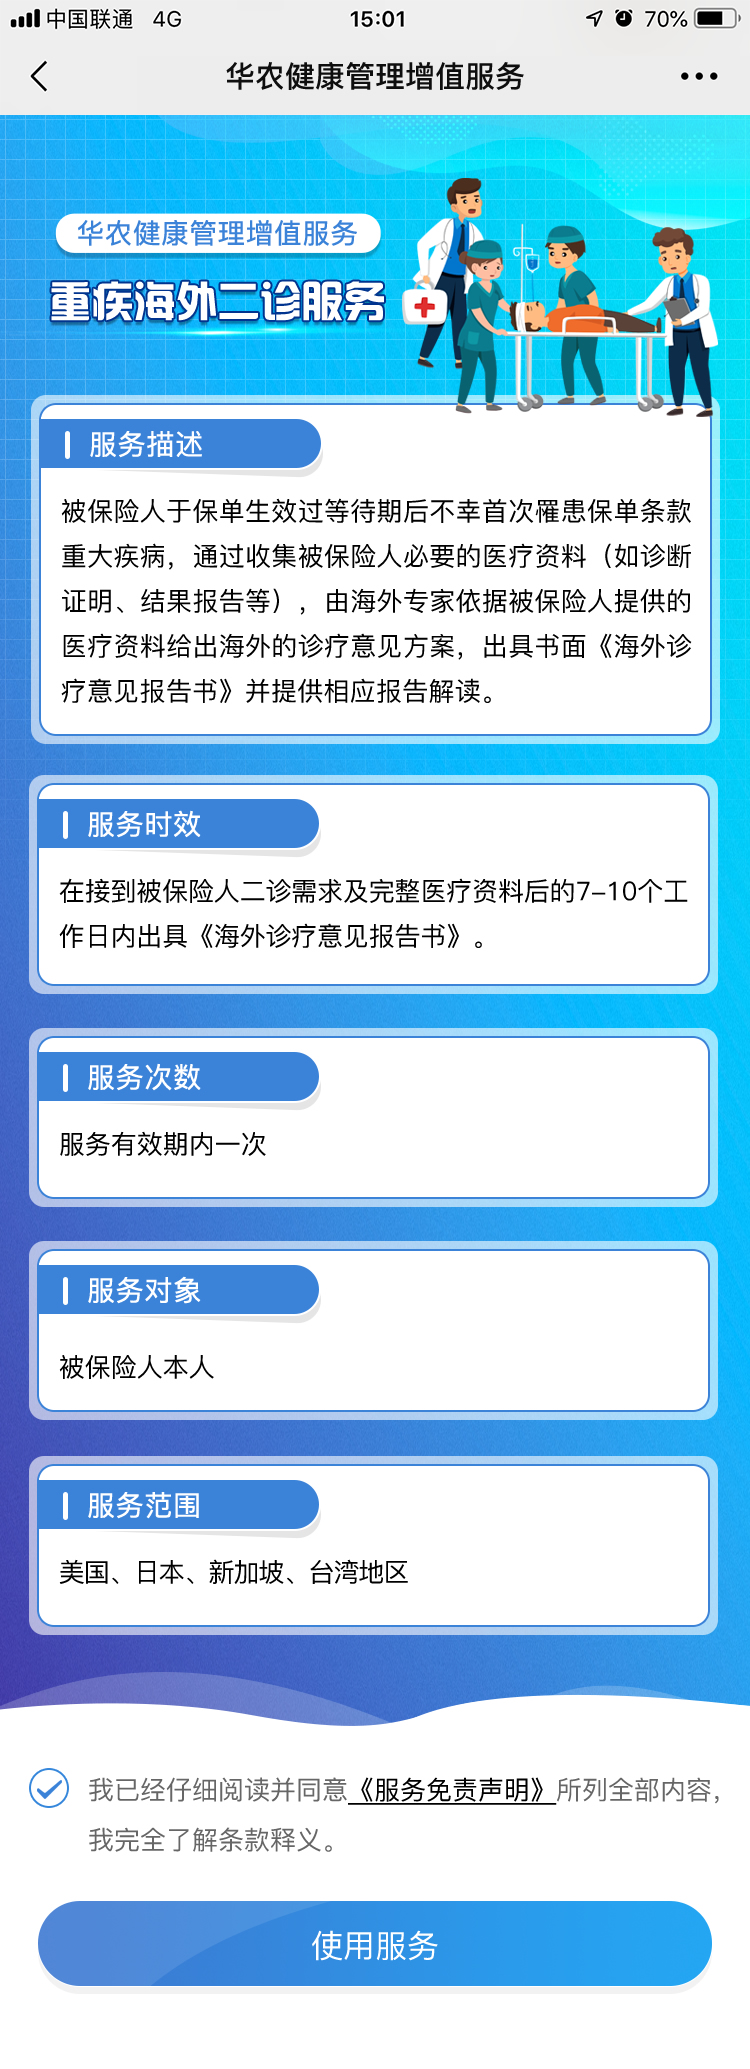 中国联通 4G 15:01 70%
华农健康管理增值服务
华农健康管理增值服务
重疾海外二诊服务
服务描述
被保险人于保单生效过等待期后不幸首次罹患保单条款
重大疾病，通过收集被保险人必要的医疗资料（如诊断
证明、结果报告等），由海外专家依据被保险人提供的
医疗资料给出海外的诊疗意见方案，出具书面《海外诊
疗意见报告书》并提供相应报告解读。
服务时效
在接到被保险人二诊需求及完整医疗资料后的7–10个工
作日内出具《海外诊疗意见报告书》。
服务次数
服务有效期内一次
服务对象
被保险人本人
服务范围
美国、日本、新加坡、台湾地区
我已经仔细阅读并同意《服务免责声明》所列全部内容，
我完全了解条款释义。
使用服务